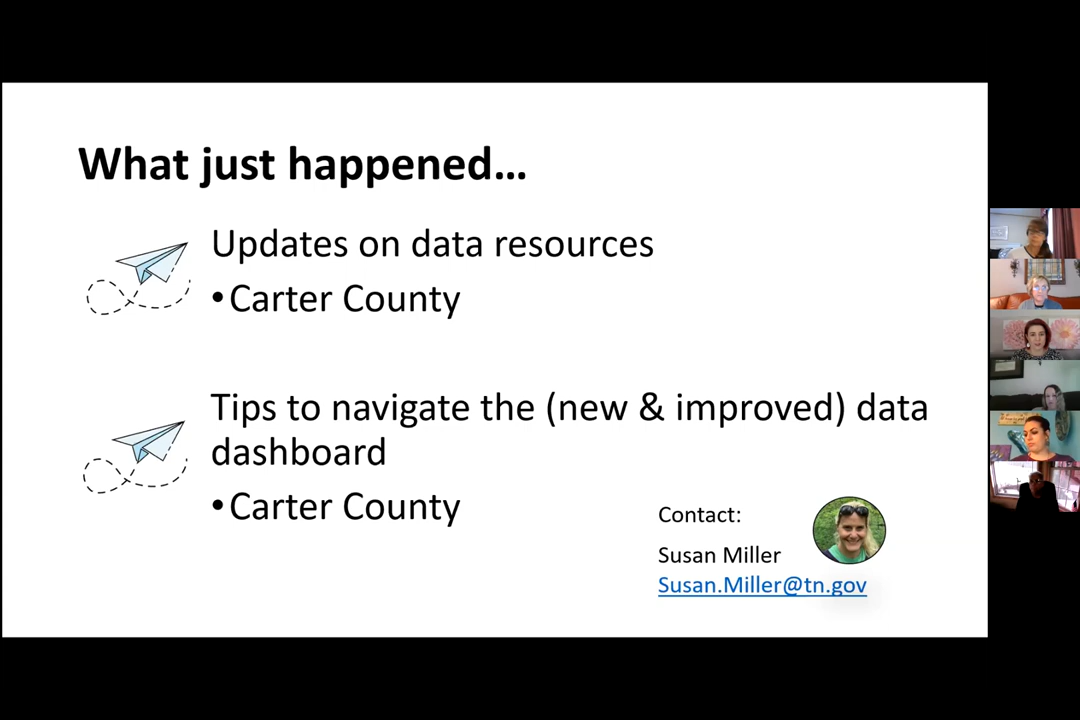 What just happened...
Updates on data resources
•Carter County
Tips to navigate the (new & improved) data
dashboard
•Carter County
Contact:
Susan Miller
Susan.Miller@tn.gov